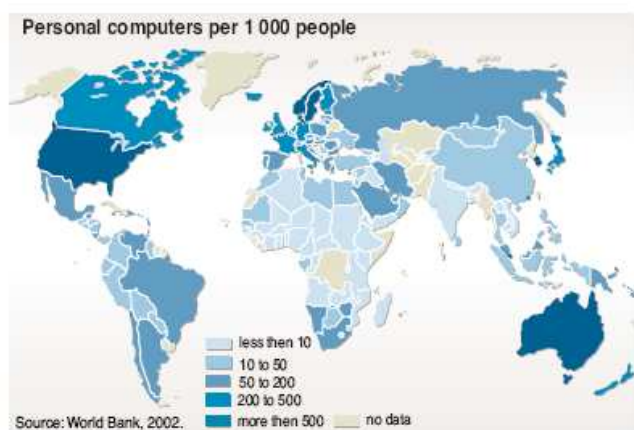 Personal computers per 1 000 people
less then 10
10 to 50
50 to 200
200 to 500
more then 500
no data
Source: World Bank, 2002.